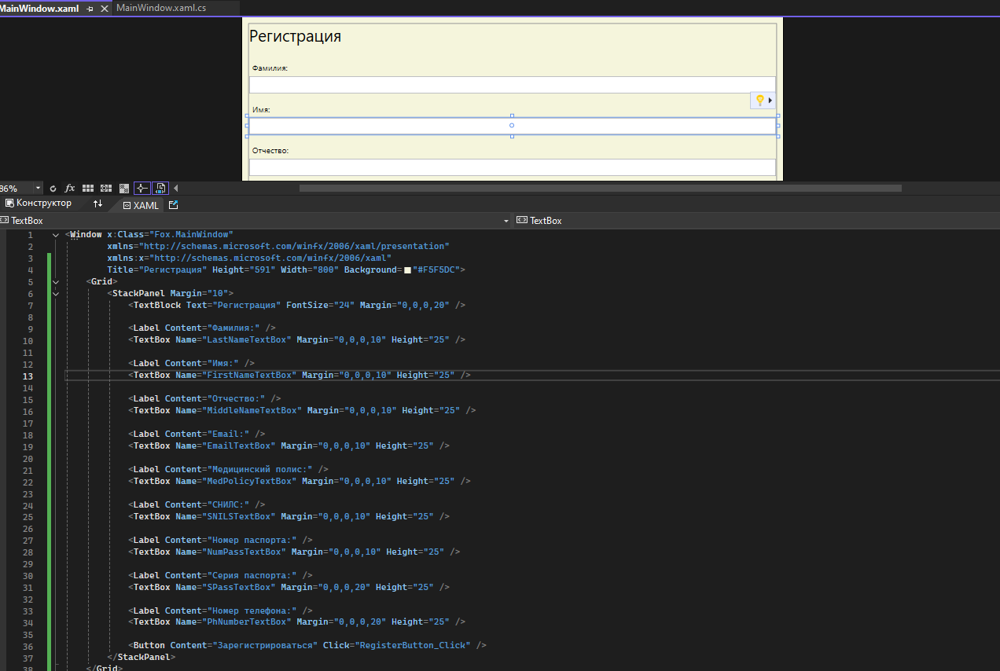 MainWindow.xaml
MainWindow.xaml.cs
Регистрация
Фамилия:
Имя:
Отчество:
86%
Конструктор
XAML
TextBox
TextBox
1 <Window x:Class="Fox.MainWindow"
2 xmlns="http://schemas.microsoft.com/winfx/2006/xaml/presentation"
3 xmlns:x="http://schemas.microsoft.com/winfx/2006/xaml"
4 Title="Регистрация" Height="591" Width="800" Background="#F5F5DC">
5 <Grid>
6 <StackPanel Margin="10">
7 <TextBlock Text="Регистрация" FontSize="24" Margin="0,0,0,20" />
8
9 <Label Content="Фамилия:" />
10 <TextBox Name="LastNameTextBox" Margin="0,0,0,10" Height="25" />
11
12 <Label Content="Имя:" />
13 <TextBox Name="FirstNameTextBox" Margin="0,0,0,10" Height="25" />
14
15 <Label Content="Отчество:" />
16 <TextBox Name="MiddleNameTextBox" Margin="0,0,0,10" Height="25" />
17
18 <Label Content="Email:" />
19 <TextBox Name="EmailTextBox" Margin="0,0,0,10" Height="25" />
20
21 <Label Content="Медицинский полис:" />
22 <TextBox Name="MedPolicyTextBox" Margin="0,0,0,10" Height="25" />
23
24 <Label Content="СНИЛС:" />
25 <TextBox Name="SNILSTextBox" Margin="0,0,0,10" Height="25" />
26
27 <Label Content="Номер паспорта:" />
28 <TextBox Name="NumPassTextBox" Margin="0,0,0,10" Height="25" />
29
30 <Label Content="Серия паспорта:" />
31 <TextBox Name="SPassTextBox" Margin="0,0,0,20" Height="25" />
32
33 <Label Content="Номер телефона:" />
34 <TextBox Name="PhNumberTextBox" Margin="0,0,0,20" Height="25" />
35
36 <Button Content="Зарегистрироваться" Click="RegisterButton_Click" />
37 </StackPanel>
38 </Grid>